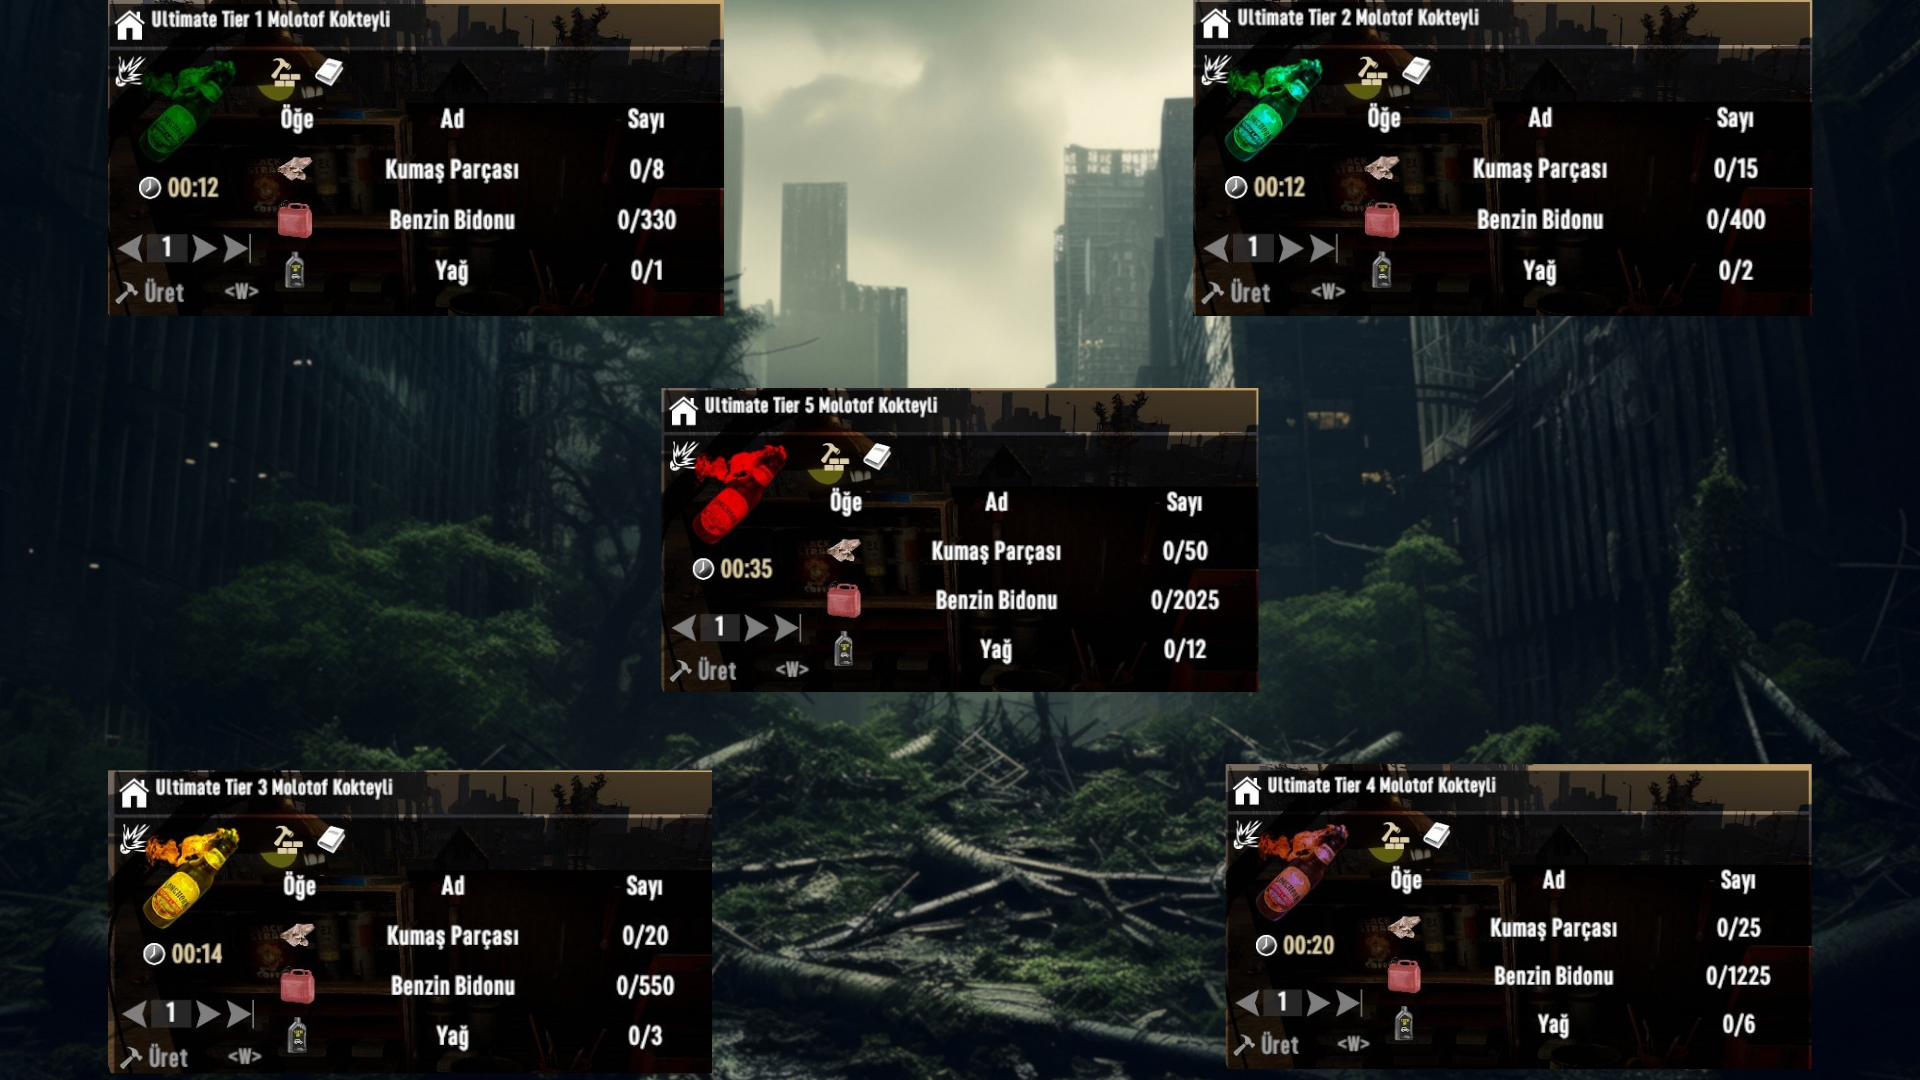 Ultimate Tier 1 Molotof Kokteyli
Öğe Ad Sayı
Kumaş Parçası 0/8
00:12
Benzin Bidonu 0/330
1
Yağ 0/1
Üret <W>
Ultimate Tier 2 Molotof Kokteyli
Öğe Ad Sayı
Kumaş Parçası 0/15
00:12
Benzin Bidonu 0/400
1
Yağ 0/2
Üret <W>
Ultimate Tier 5 Molotof Kokteyli
Öğe Ad Sayı
Kumaş Parçası 0/50
00:35
Benzin Bidonu 0/2025
1
Yağ 0/12
Üret <W>
Ultimate Tier 3 Molotof Kokteyli
Öğe Ad Sayı
Kumaş Parçası 0/20
00:14
Benzin Bidonu 0/550
1
Yağ 0/3
Üret <W>
Ultimate Tier 4 Molotof Kokteyli
Öğe Ad Sayı
Kumaş Parçası 0/25
00:20
Benzin Bidonu 0/1225
1
Yağ 0/6
Üret <W>